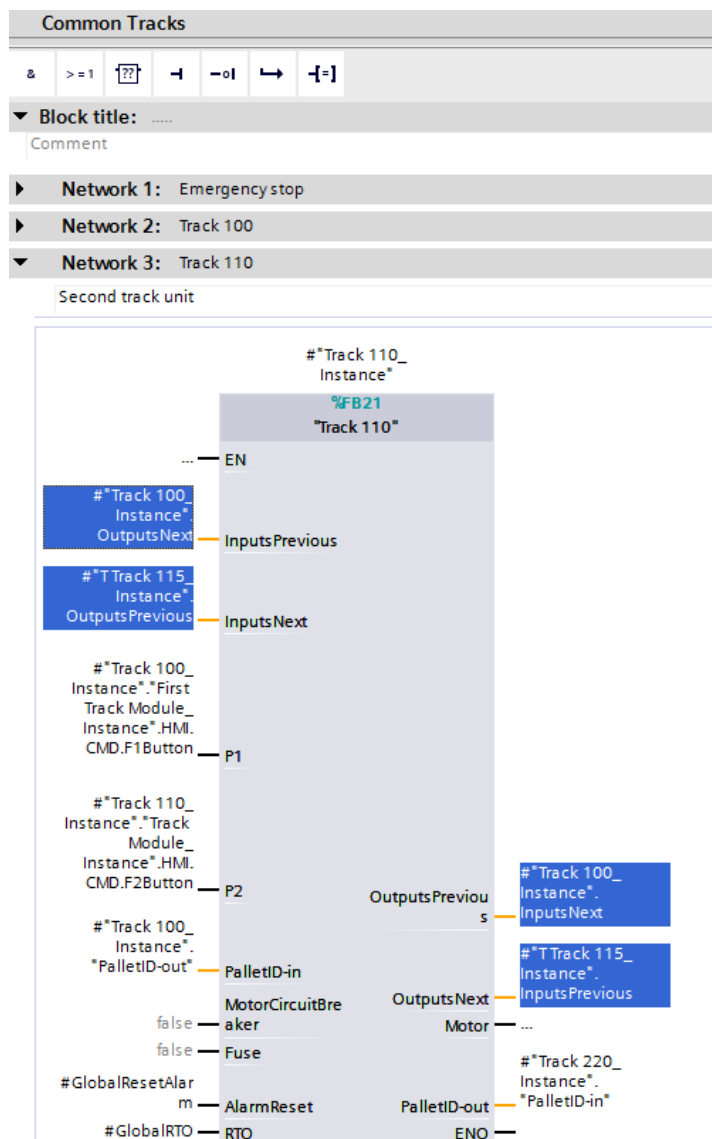 Common Tracks
& >=1 ?? -o| -[=]
Block title: .....
Comment
Network 1: Emergency stop
Network 2: Track 100
Network 3: Track 110
Second track unit
#"Track 110_
Instance"
%FB21
"Track 110"
...
EN
#"Track 100_
Instance".
OutputsNext
InputsPrevious
#"TTrack 115_
Instance".
OutputsPrevious
InputsNext
#"Track 100_
Instance"."First
Track Module_
Instance".HMI.
CMD.F1Button
P1
#"Track 110_
Instance"."Track
Module_
Instance".HMI.
CMD.F2Button
P2
OutputsPreviou
s
#"Track 100_
Instance".
InputsNext
#"Track 100_
Instance".
"PalletID-out"
PalletID-in
#"TTrack 115_
Instance".
InputsPrevious
OutputsNext
false
MotorCircuitBre
aker
Motor
...
false
Fuse
#"Track 220_
Instance".
"PalletID-in"
PalletID-out
#GlobalResetAlar
m
AlarmReset
#GlobalRTO
RTO
ENO